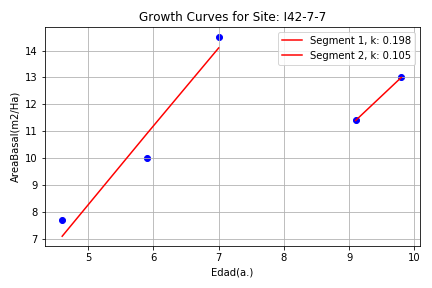 Growth Curves for Site: I42-7-7
Segment 1, k: 0.198
Segment 2, k: 0.105
AreaBasal(m2/Ha)
14
13
12
11
10
9
8
7
5
6
7
8
9
10
Edad(a.)